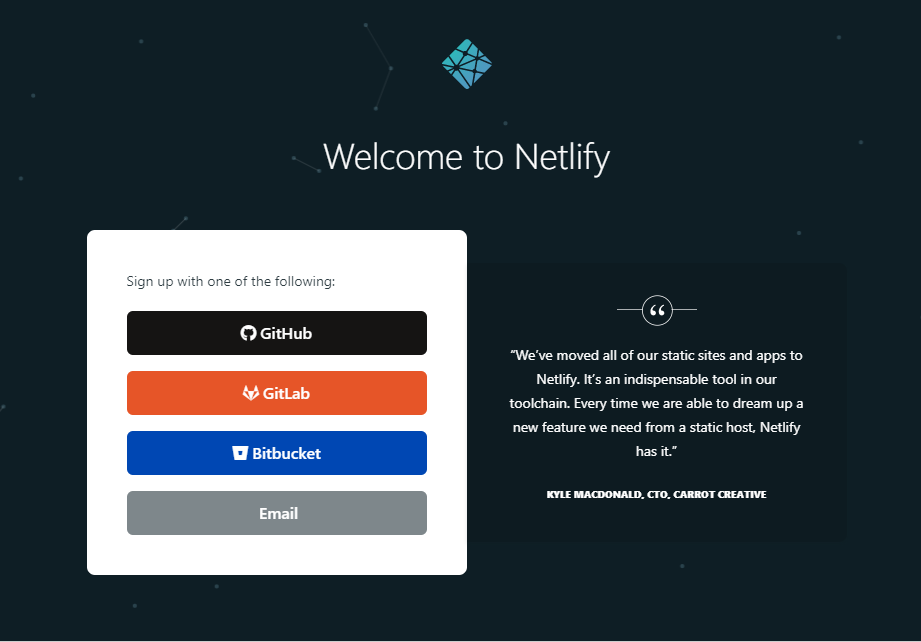 Welcome to Netlify
Sign up with one of the following:
GitHub
GitLab
Bitbucket
Email
“We’ve moved all of our static sites and apps to
Netlify. It’s an indispensable tool in our
toolchain. Every time we are able to dream up a
new feature we need from a static host, Netlify
has it.”
KYLE MACDONALD, CTO, CARROT CREATIVE